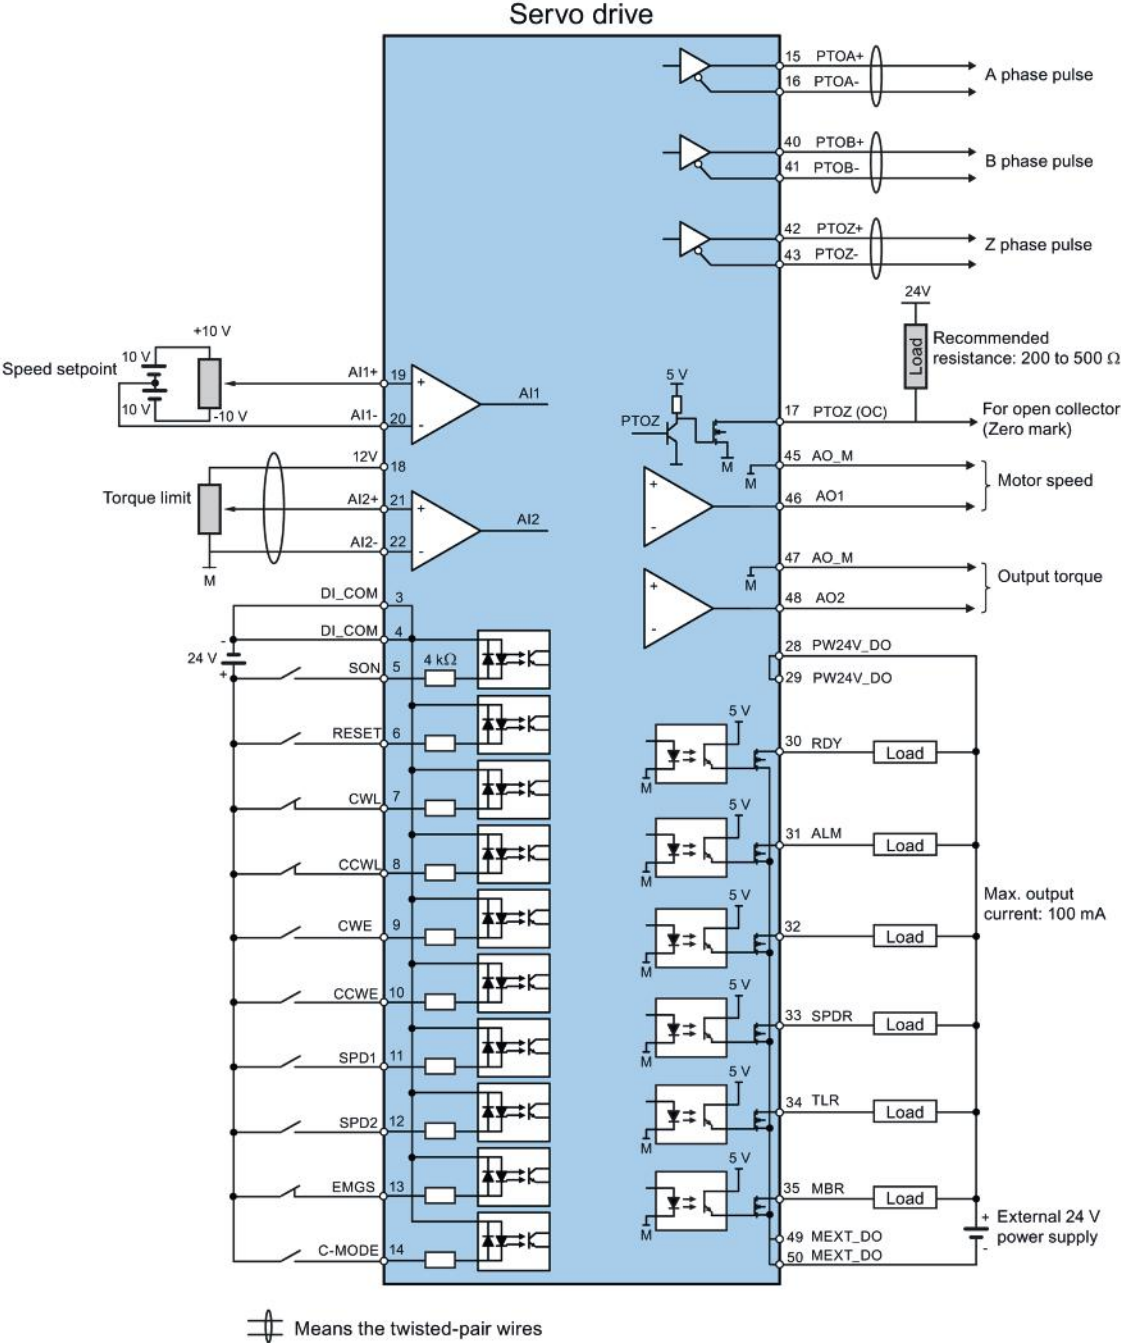 Servo drive
15 PTOA+
16 PTOA-
A phase pulse
40 PTOB+
41 PTOB-
B phase pulse
42 PTOZ+
43 PTOZ-
Z phase pulse
24V
Load
Recommended
resistance: 200 to 500 Ω
5 V
PTOZ
M
17 PTOZ (OC)
For open collector
(Zero mark)
45 AO_M
M
46 AO1
Motor speed
+
-
47 AO_M
M
48 AO2
Output torque
+
-
Speed setpoint
+10 V
10 V
10 V
-10 V
AI1+ 19
AI1- 20
+
-
AI1
12V 18
Torque limit
AI2+ 21
AI2- 22
+
-
AI2
M
DI_COM 3
DI_COM 4
-
24 V
+
SON 5
4 kΩ
RESET 6
CWL 7
CCWL 8
CWE 9
CCWE 10
SPD1 11
SPD2 12
EMGS 13
C-MODE 14
28 PW24V_DO
29 PW24V_DO
5 V
M
30 RDY
Load
5 V
M
31 ALM
Load
5 V
M
32
Load
Max. output
current: 100 mA
5 V
M
33 SPDR
Load
5 V
M
34 TLR
Load
5 V
M
35 MBR
Load
49 MEXT_DO
50 MEXT_DO
+
-
External 24 V
power supply
Means the twisted-pair wires